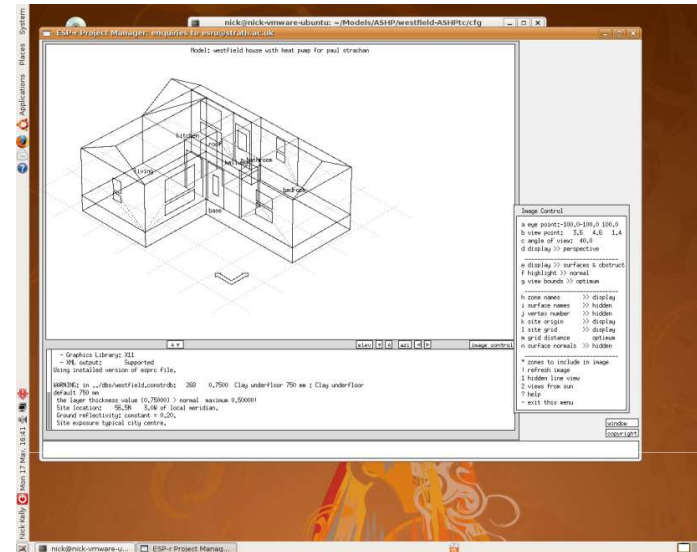 System
Places
Applications
Mon 17 May, 16:41
Nick Kelly
nick@nick-vmware-ubuntu: ~/Models/ASHP/westfield-ASHPtc/cfg
ESP-r Project Manager: enquiries to esru@strath.ac.uk
Model: westfield house with heat pump for paul strachan
kitchen
roof
hall
bathroom
living
bedroom
base
elev
azi
image control
- Graphics Library: X11
- XML output: Supported
Using installed version of esprc file.
WARNING: in ../dbs/westfield.constrdb: 268 0.7500 Clay underfloor 750 mm : Clay underfloor
default 750 mm
the layer thickness value (0.75000) > normal maximum 0.50000!
Site location: 56.5N 3.0W of local meridian.
Ground reflectivity: constant = 0.20.
Site exposure typical city centre.
Image Control
a eye point:-100.0-100.0 100.0
b view point: 3.6 4.6 1.4
c angle of view: 40.0
d display >> perspective
e display >> surfaces & obstruct
f highlight >> normal
g view bounds >> optimum
h zone names >> display
i surface names >> hidden
j vertex number >> hidden
k site origin >> display
l site grid >> display
m grid distance optimum
n surface normals >> hidden
* zones to include in image
! refresh image
1 hidden line view
2 views from sun
? help
- exit this menu
window
copyright
nick@nick-vmware-u...
ESP-r Project Manag...